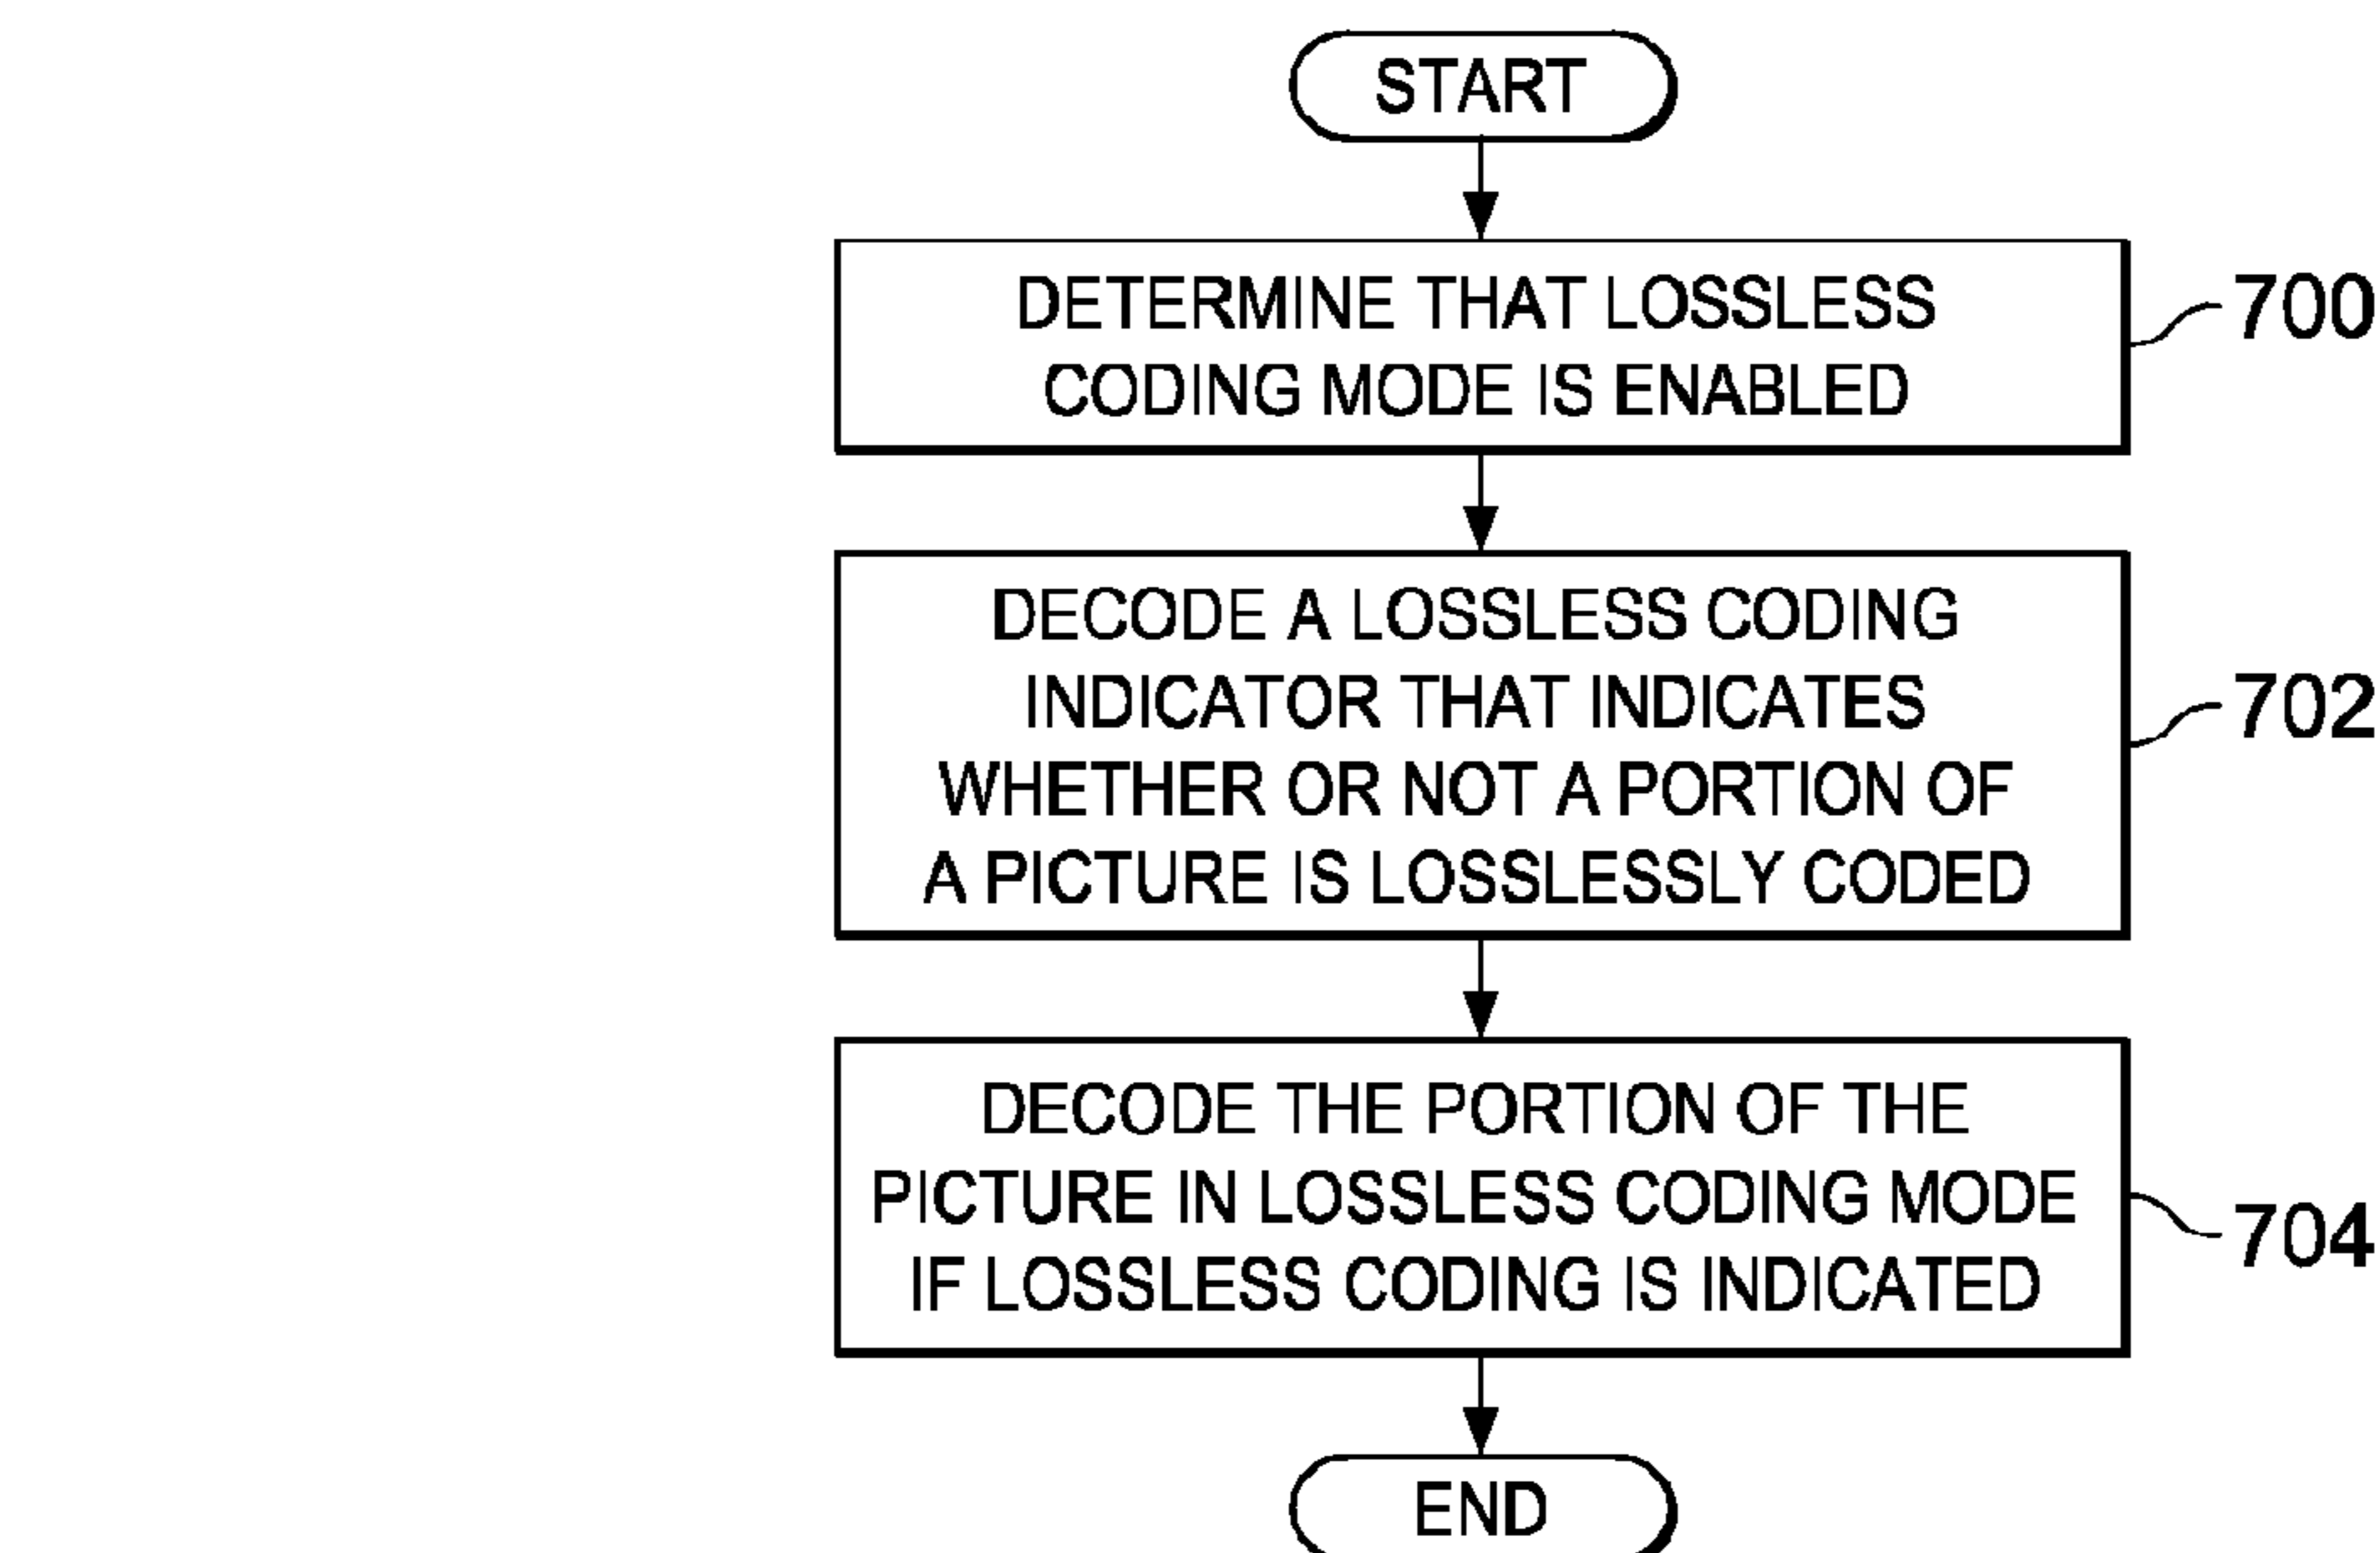 START
DETERMINE THAT LOSSLESS
CODING MODE IS ENABLED
700
DECODE A LOSSLESS CODING
INDICATOR THAT INDICATES
WHETHER OR NOT A PORTION OF
A PICTURE IS LOSSLESSLY CODED
702
DECODE THE PORTION OF THE
PICTURE IN LOSSLESS CODING MODE
IF LOSSLESS CODING IS INDICATED
704
END